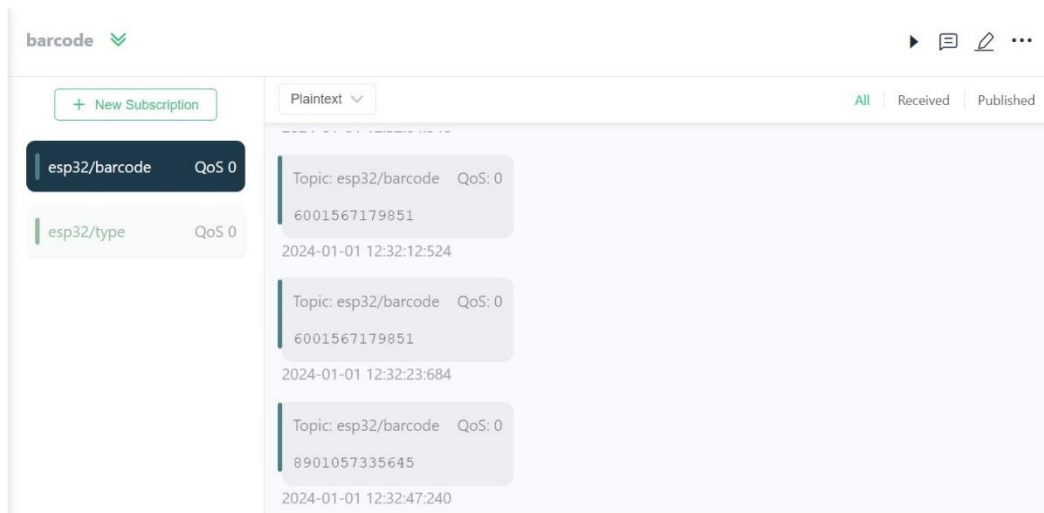 barcode
+ New Subscription
Plaintext
All
Received
Published
esp32/barcode QoS 0
esp32/type QoS 0
Topic: esp32/barcode QoS: 0
6001567179851
2024-01-01 12:32:12:524
Topic: esp32/barcode QoS: 0
6001567179851
2024-01-01 12:32:23:684
Topic: esp32/barcode QoS: 0
8901057335645
2024-01-01 12:32:47:240